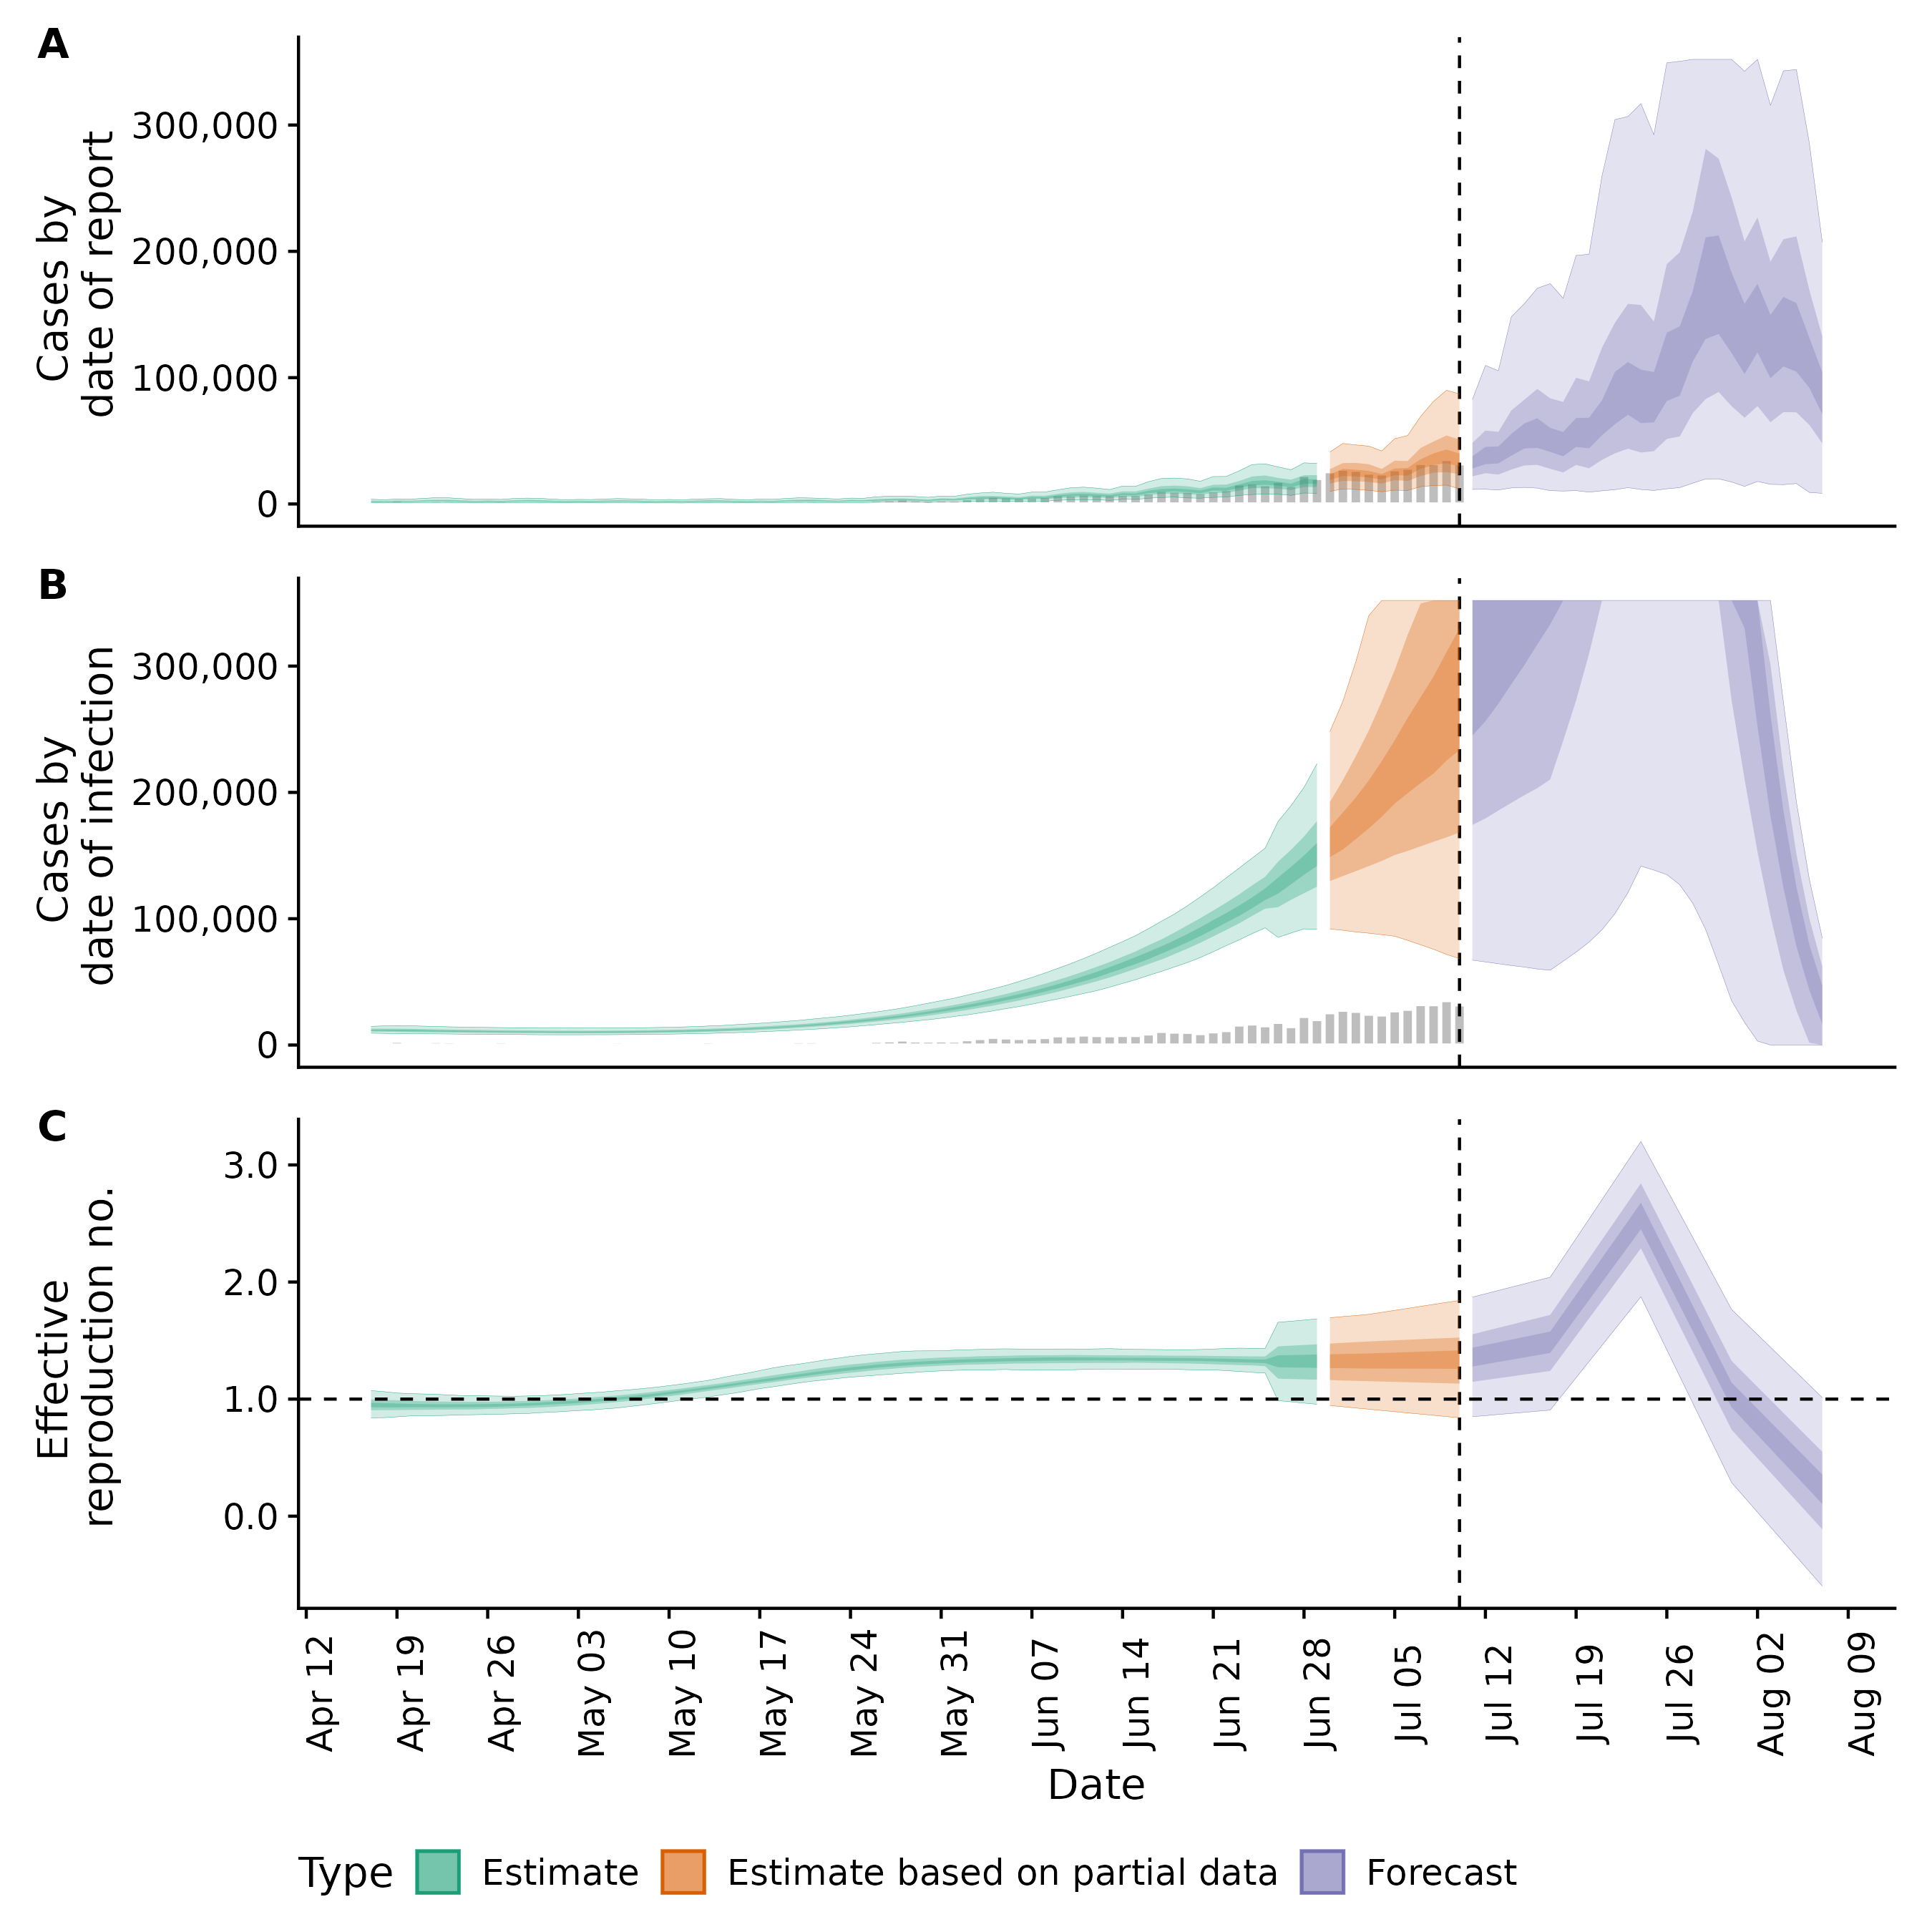 A
Cases by
date of report
300,000
200,000
100,000
0
B
Cases by
date of infection
300,000
200,000
100,000
0
C
Effective
reproduction no.
3.0
2.0
1.0
0.0
Apr 12
Apr 19
Apr 26
May 03
May 10
May 17
May 24
May 31
Jun 07
Jun 14
Jun 21
Jun 28
Jul 05
Jul 12
Jul 19
Jul 26
Aug 02
Aug 09
Date
Type Estimate Estimate based on partial data Forecast